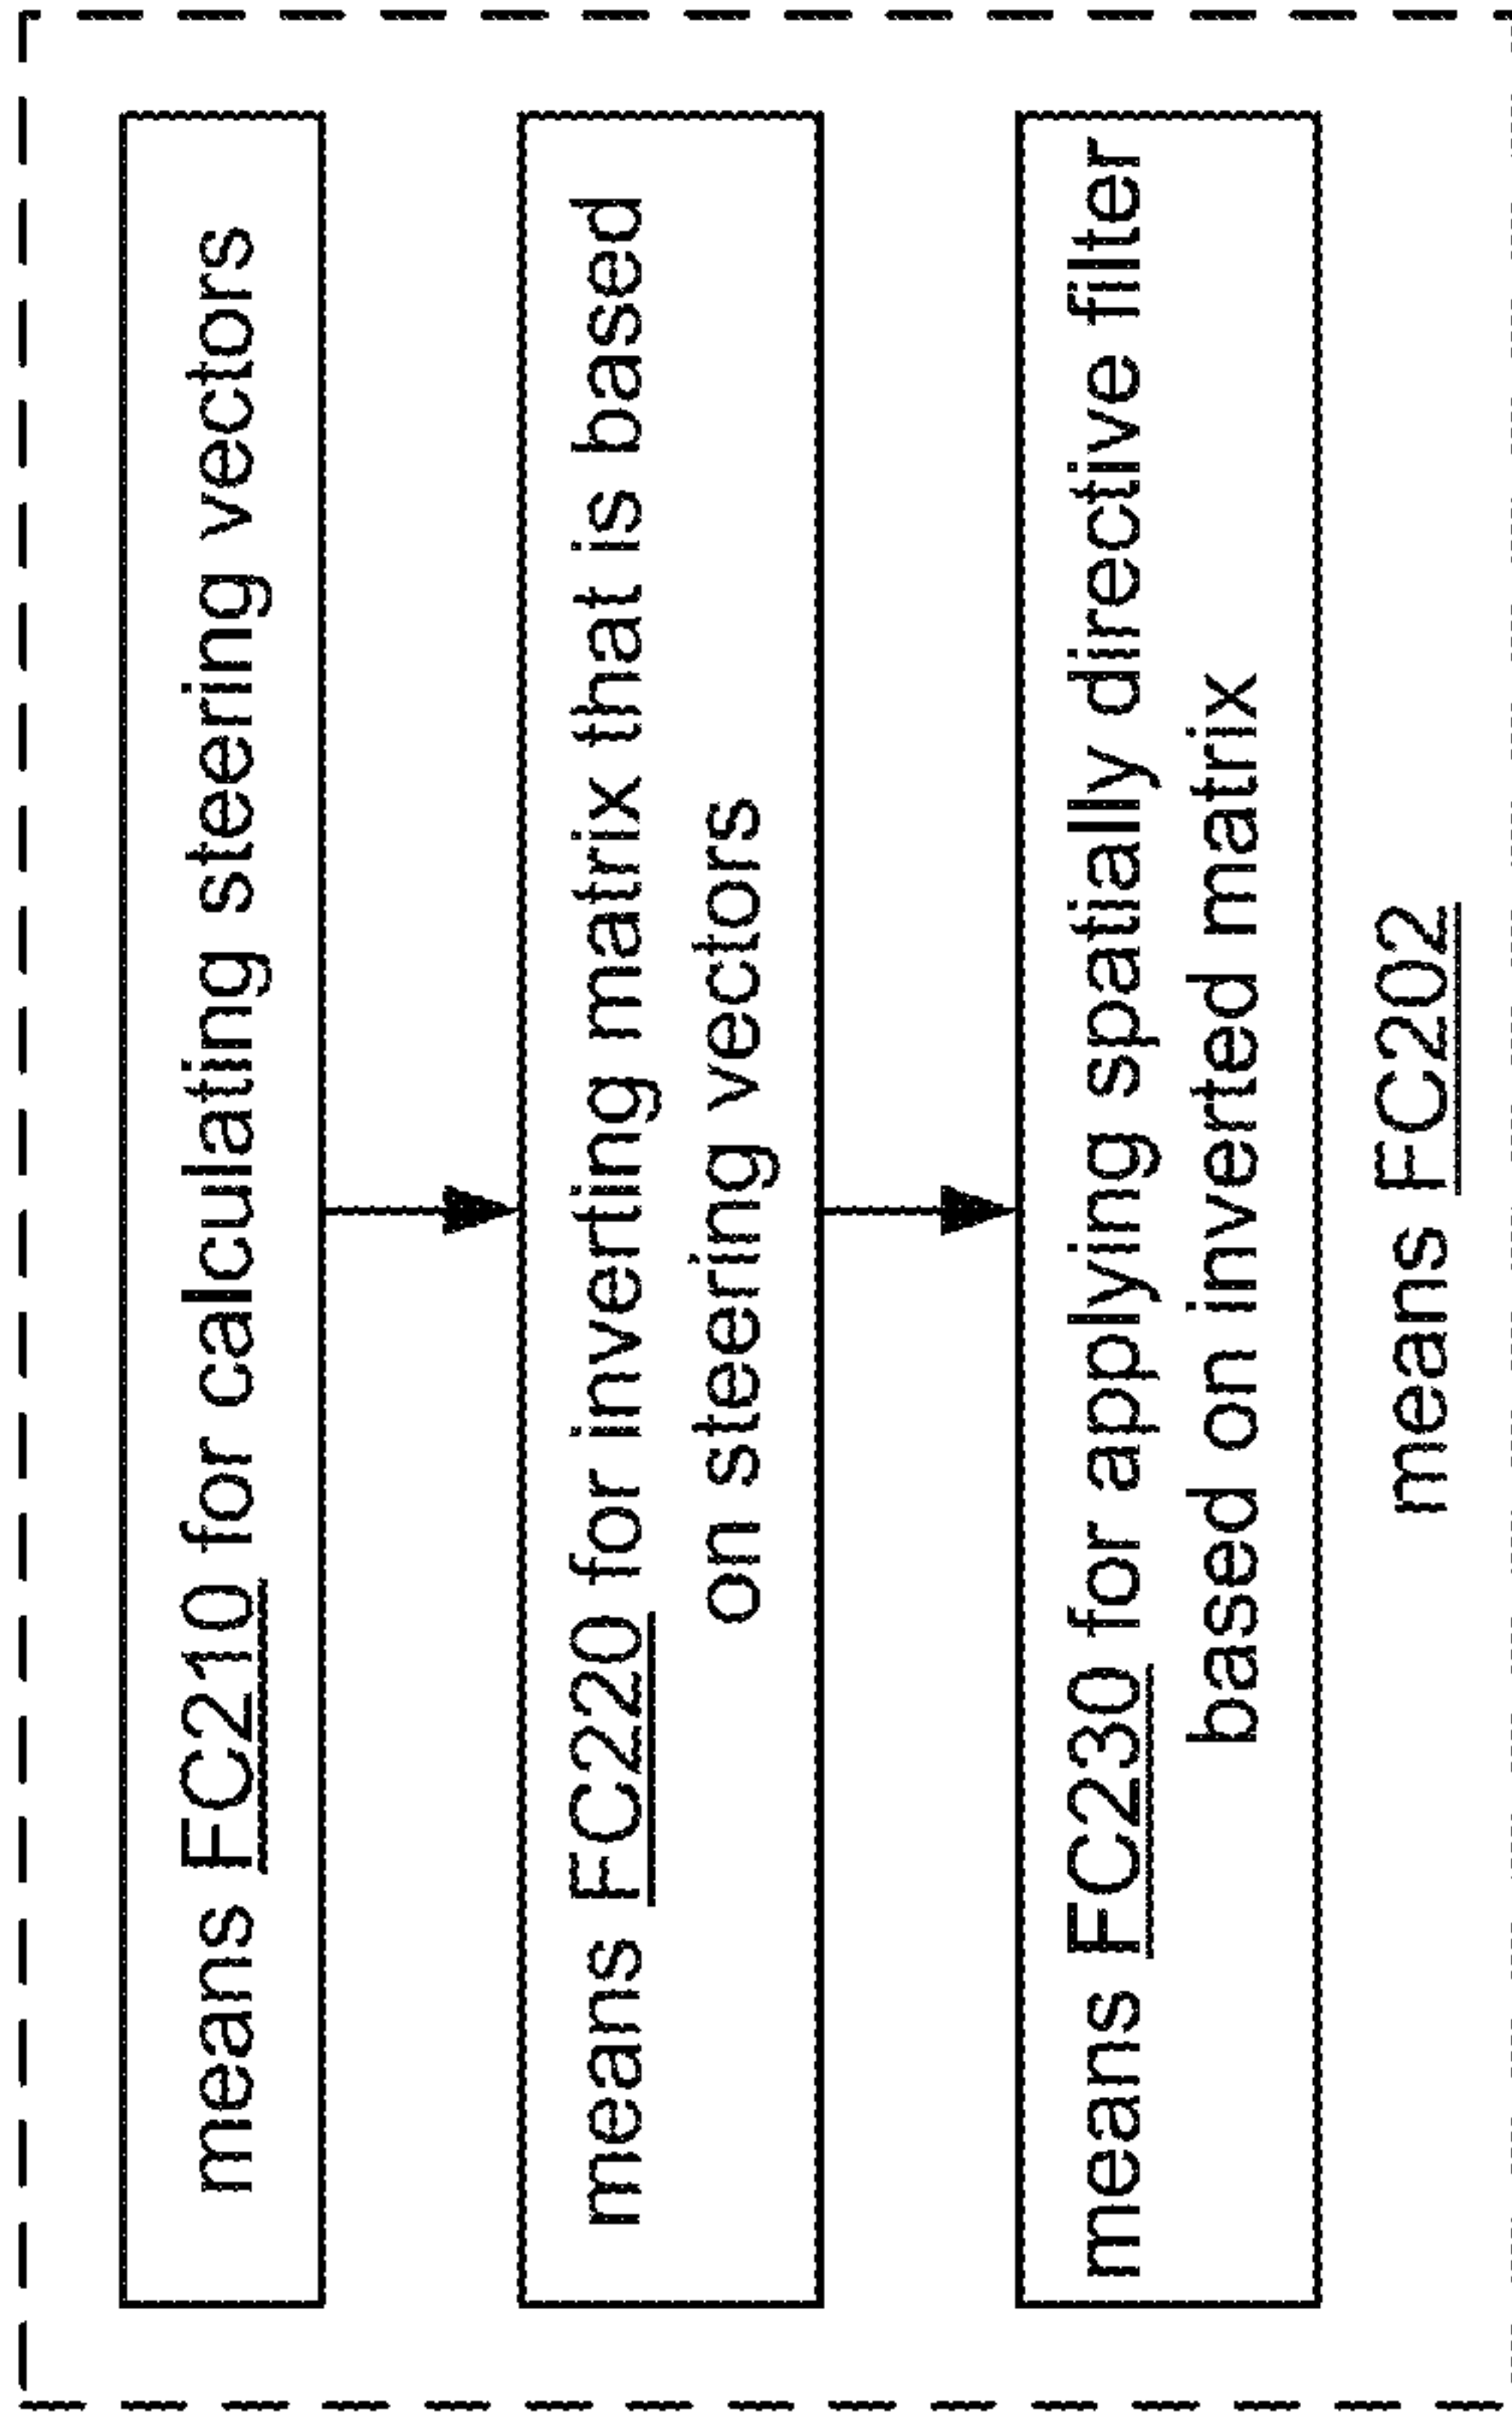 means FC210 for calculating steering vectors
means FC220 for inverting matrix that is based
on steering vectors
means FC230 for applying spatially directive filter
based on inverted matrix
means FC202